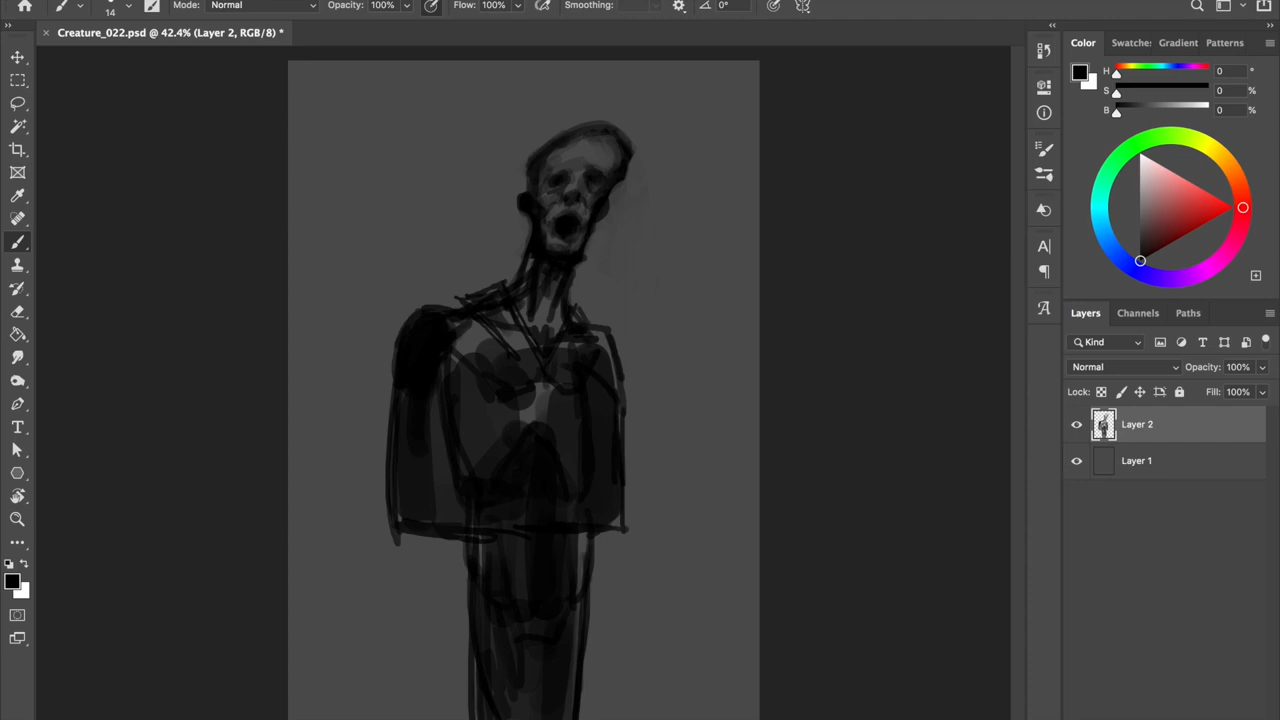 14 Mode: Normal Opacity: 100% Flow: 100% Smoothing: 0°
Creature_022.psd @ 42.4% (Layer 2, RGB/8) *
Color Swatche: Gradient Patterns
H 0 °
S 0 %
B 0 %
Layers Channels Paths
Kind
Normal Opacity: 100%
Lock: Fill: 100%
Layer 2
Layer 1